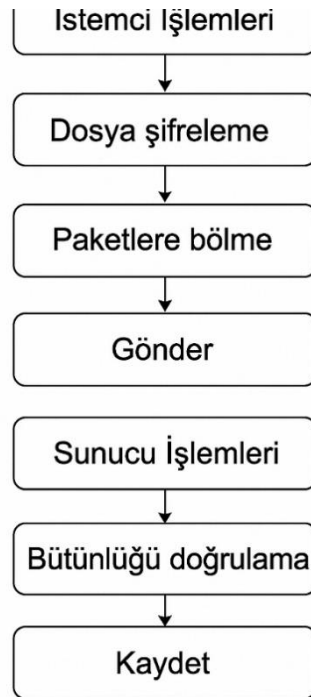 İstemci İşlemleri
Dosya şifreleme
Paketlere bölme
Gönder
Sunucu İşlemleri
Bütünlüğü doğrulama
Kaydet